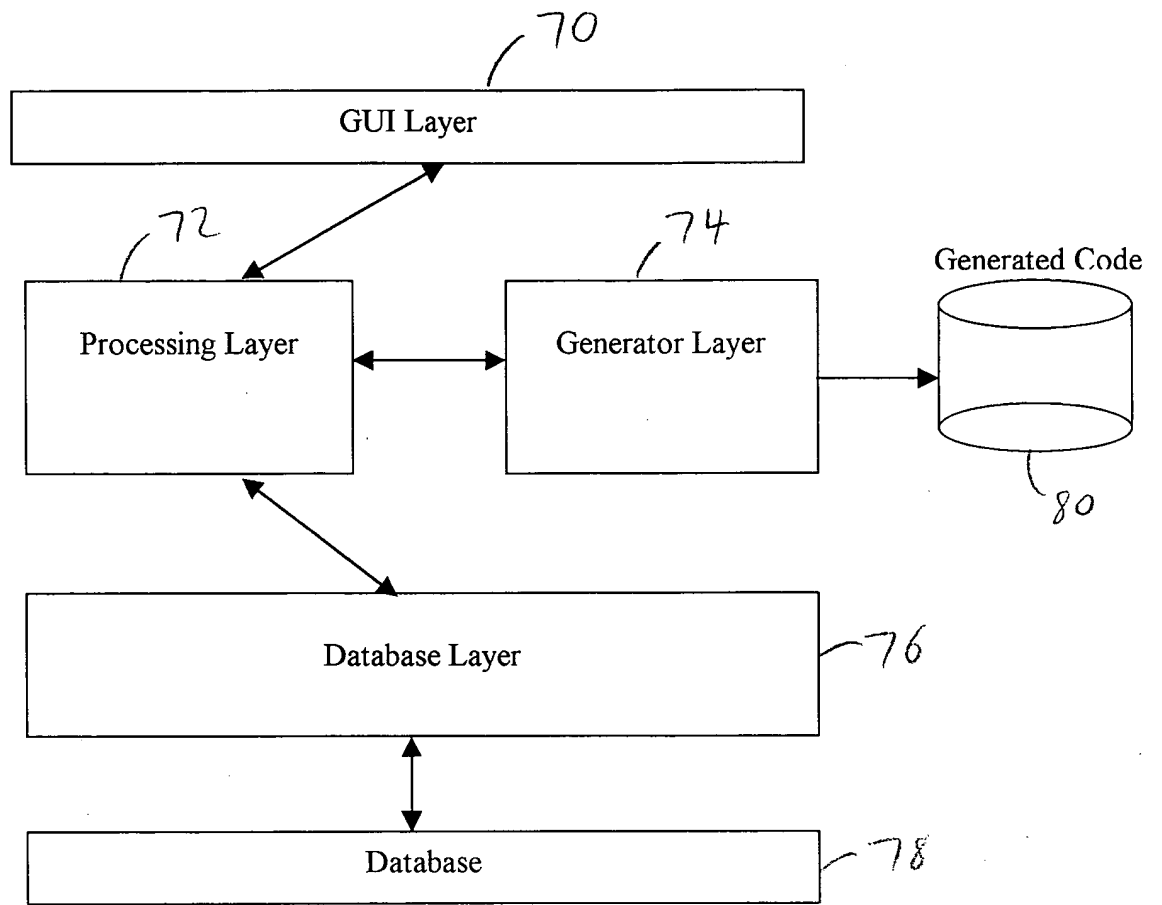 70
GUI Layer
72
74
Generated Code
Processing Layer
Generator Layer
80
Database Layer
76
Database
78